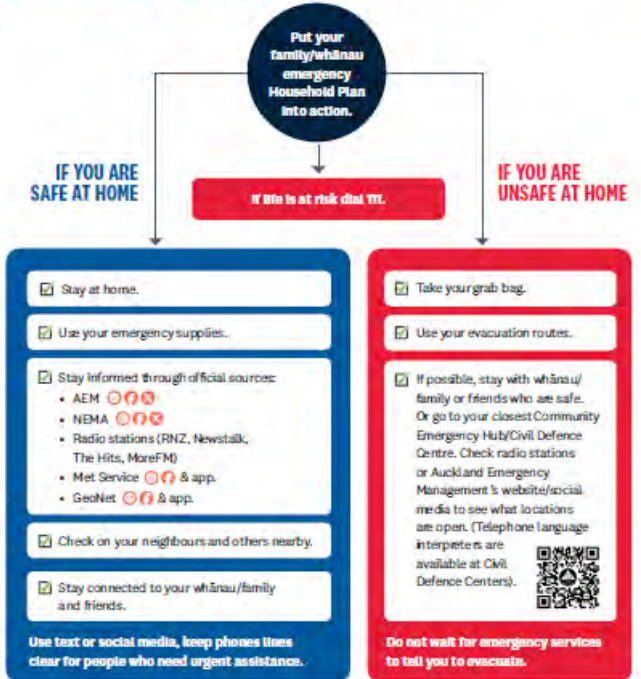 Put your
family/whānau
emergency
Household Plan
into action.
IF YOU ARE
SAFE AT HOME
If life is at risk dial 111.
IF YOU ARE
UNSAFE AT HOME
Stay at home.
Use your emergency supplies.
Stay informed through official sources:
• AEM
• NEMA
• Radio stations (RNZ, Newstalk,
The Hits, MoreFM)
• Met Service & app.
• GeoNet & app.
Check on your neighbours and others nearby.
Stay connected to your whānau/family
and friends.
Use text or social media, keep phones lines
clear for people who need urgent assistance.
Take your grab bag.
Use your evacuation routes.
If possible, stay with whānau/
family or friends who are safe.
Or go to your closest Community
Emergency Hub/Civil Defence
Centre. Check radio stations
or Auckland Emergency
Management's website/social
media to see what locations
are open. (Telephone language
interpreters are
available at Civil
Defence Centers).
Do not wait for emergency services
to tell you to evacuate.